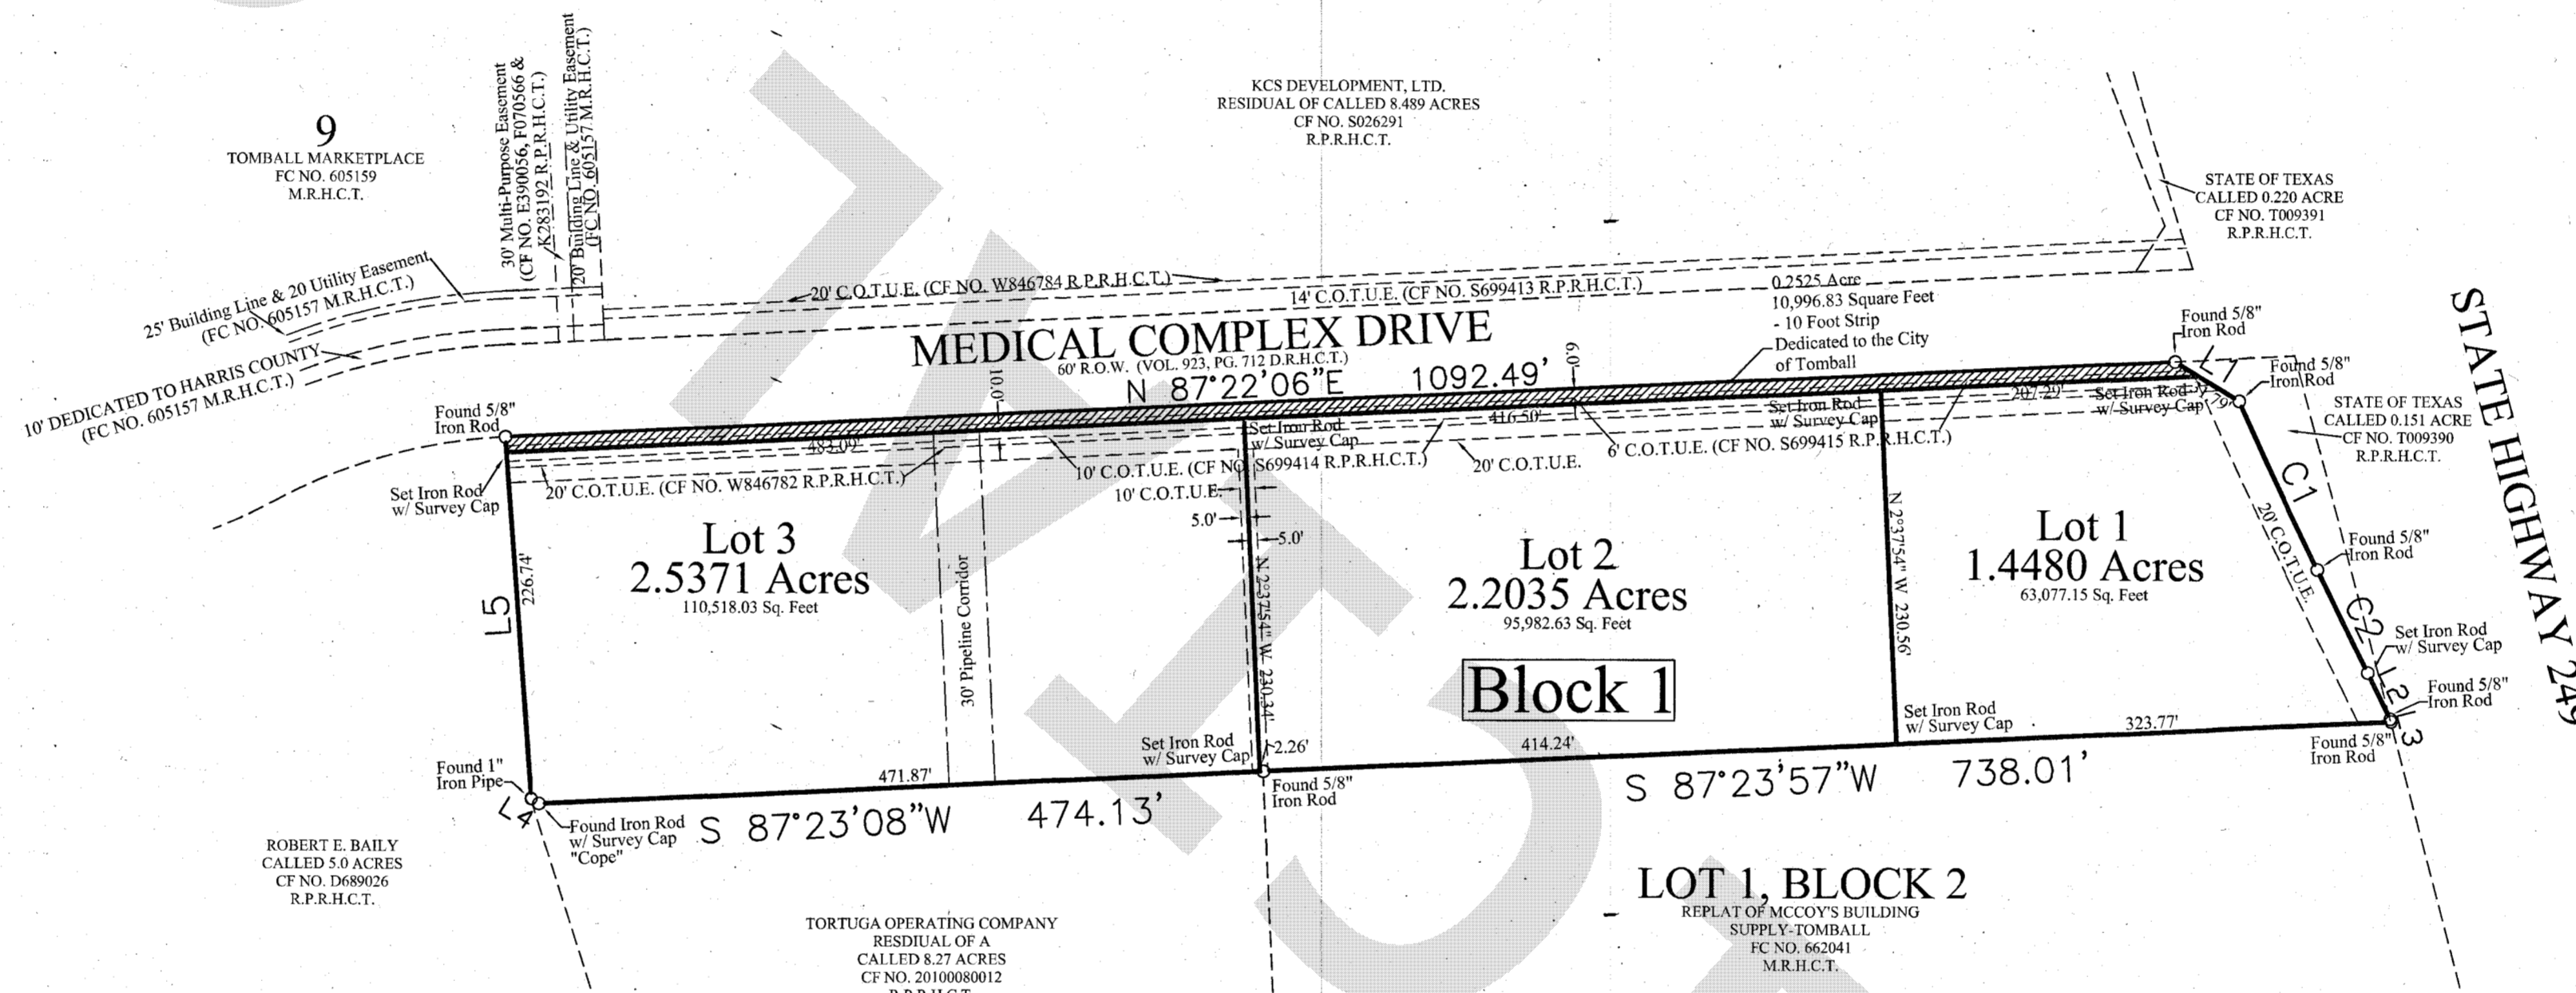 9
TOMBALL MARKETPLACE
FC NO. 605159
M.R.H.C.T.
30' Multi-Purpose Easement
(CF NO. E390056, F070566 &
K283192 R.P.R.H.C.T.)
20' Building Line & Utility Easement
(FC NO. 605157 M.R.H.C.T.)
KCS DEVELOPMENT, LTD.
RESIDUAL OF CALLED 8.489 ACRES
CF NO. S026291
R.P.R.H.C.T.
STATE OF TEXAS
CALLED 0.220 ACRE
CF NO. T009391
R.P.R.H.C.T.
25' Building Line & 20 Utility Easement
(FC NO. 605157 M.R.H.C.T.)
10' DEDICATED TO HARRIS COUNTY
(FC NO. 605157 M.R.H.C.T.)
20' C.O.T.U.E. (CF NO. W846784 R.P.R.H.C.T.)
14' C.O.T.U.E. (CF NO. S699413 R.P.R.H.C.T.)
0.2525 Acre
10,996.83 Square Feet
- 10 Foot Strip
Dedicated to the City
of Tomball
MEDICAL COMPLEX DRIVE
60' R.O.W. (VOL. 923, PG. 712 D.R.H.C.T.)
N 87°22'06"E 1092.49'
10.0'
6.0'
Found 5/8"
Iron Rod
L1
Found 5/8"
Iron Rod
STATE OF TEXAS
CALLED 0.151 ACRE
CF NO. T009390
R.P.R.H.C.T.
STATE HIGHWAY 249
Found 5/8"
Iron Rod
483.09'
Set Iron Rod
w/ Survey Cap
416.50'
Set Iron Rod
w/ Survey Cap
207.29'
Set Iron Rod
w/ Survey Cap
Set Iron Rod
w/ Survey Cap
20' C.O.T.U.E. (CF NO. W846782 R.P.R.H.C.T.)
10' C.O.T.U.E. (CF NO. S699414 R.P.R.H.C.T.)
20' C.O.T.U.E.
6' C.O.T.U.E. (CF NO. S699415 R.P.R.H.C.T.)
10' C.O.T.U.E.
5.0'
5.0'
C1
20' C.O.T.U.E.
Found 5/8"
Iron Rod
L5
226.74'
Lot 3
2.5371 Acres
110,518.03 Sq. Feet
30' Pipeline Corridor
N 2°37'54" W 230.34'
Lot 2
2.2035 Acres
95,982.63 Sq. Feet
Block 1
N 2°37'54" W 230.56'
Lot 1
1.4480 Acres
63,077.15 Sq. Feet
C2
Set Iron Rod
w/ Survey Cap
L2
Found 5/8"
Iron Rod
L3
Found 5/8"
Iron Rod
Set Iron Rod
w/ Survey Cap
323.77'
Set Iron Rod
w/ Survey Cap
2.26'
414.24'
471.87'
Found 1"
Iron Pipe
L4
Found Iron Rod
w/ Survey Cap
"Cope"
S 87°23'08"W 474.13'
Found 5/8"
Iron Rod
S 87°23'57"W 738.01'
ROBERT E. BAILY
CALLED 5.0 ACRES
CF NO. D689026
R.P.R.H.C.T.
TORTUGA OPERATING COMPANY
RESDIUAL OF A
CALLED 8.27 ACRES
CF NO. 20100080012
LOT 1, BLOCK 2
REPLAT OF MCCOY'S BUILDING
SUPPLY-TOMBALL
FC NO. 662041
M.R.H.C.T.